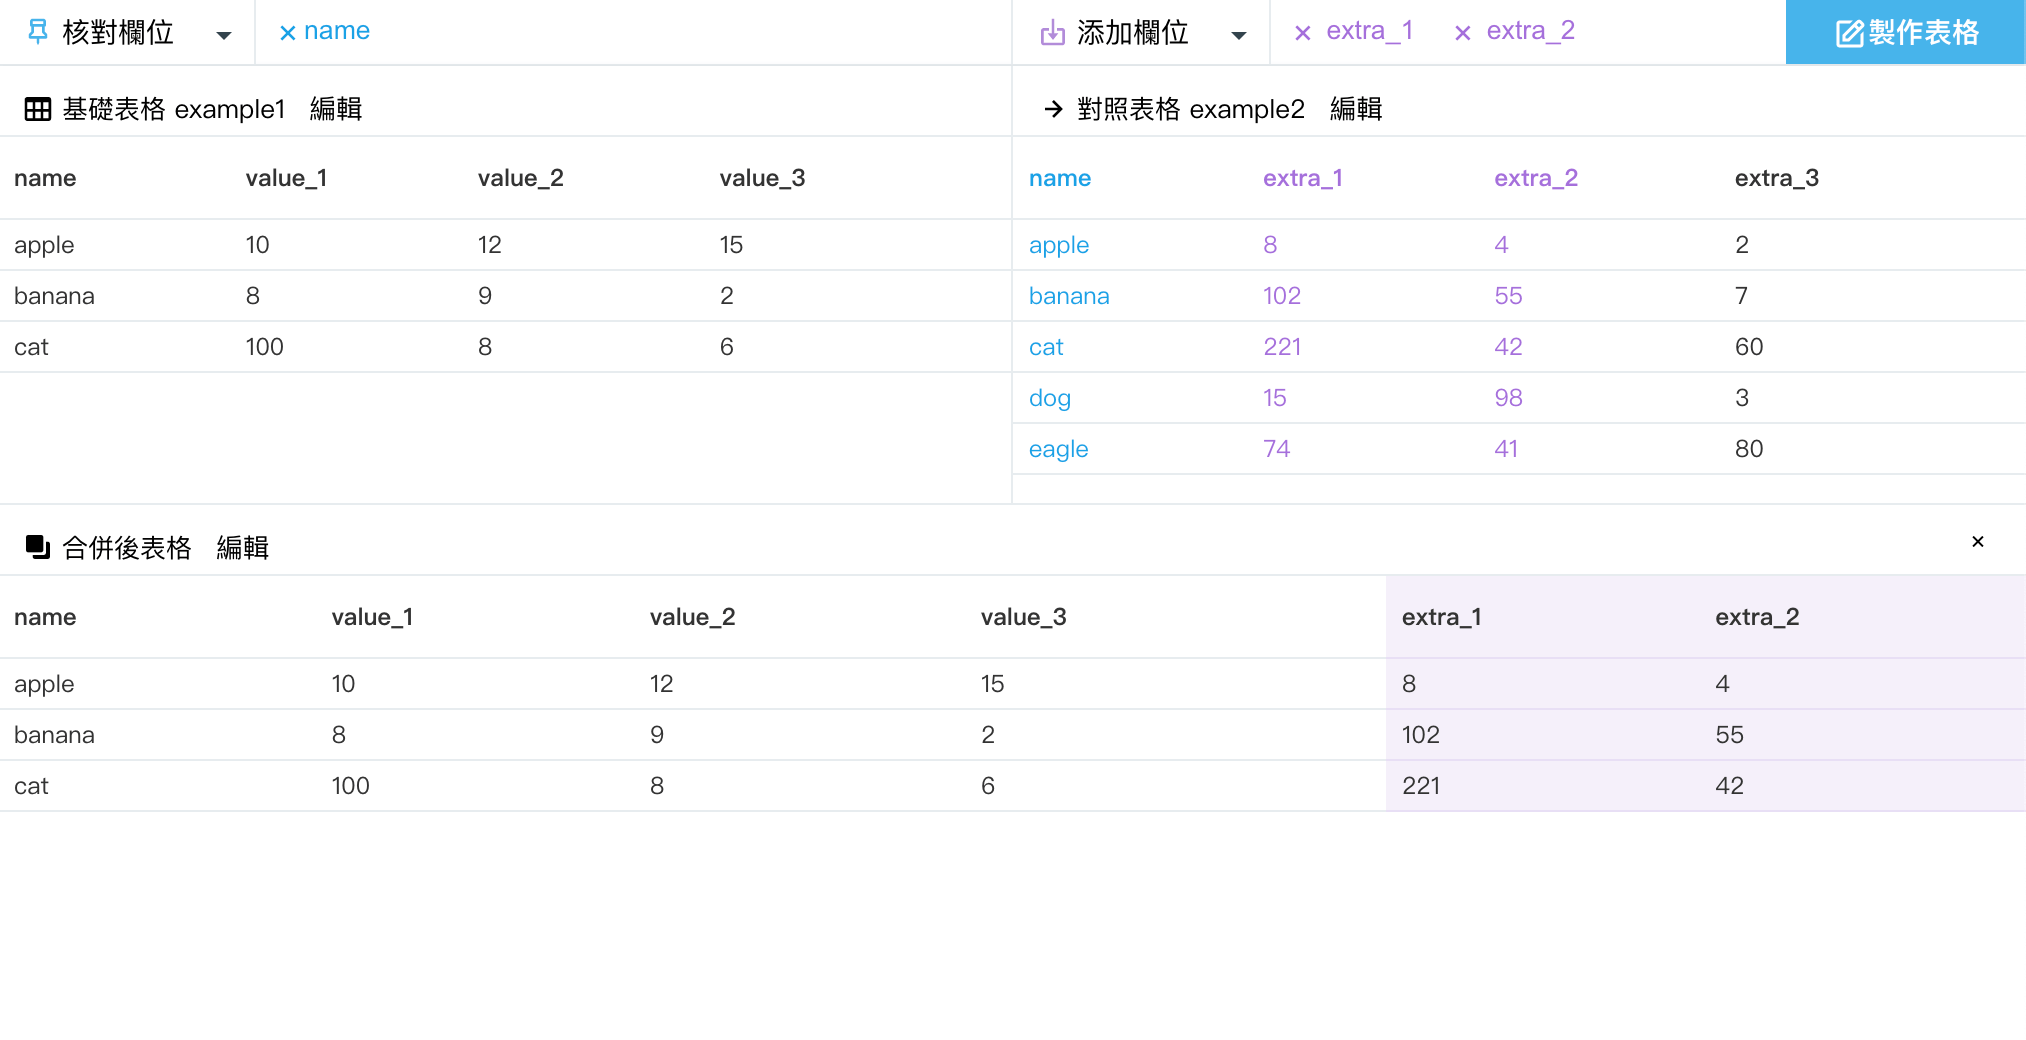 核對欄位 name 添加欄位 extra_1 extra_2 製作表格
基礎表格 example1 編輯
name value_1 value_2 value_3
apple 10 12 15
banana 8 9 2
cat 100 8 6
對照表格 example2 編輯
name extra_1 extra_2 extra_3
apple 8 4 2
banana 102 55 7
cat 221 42 60
dog 15 98 3
eagle 74 41 80
合併後表格 編輯
name value_1 value_2 value_3 extra_1 extra_2
apple 10 12 15 8 4
banana 8 9 2 102 55
cat 100 8 6 221 42